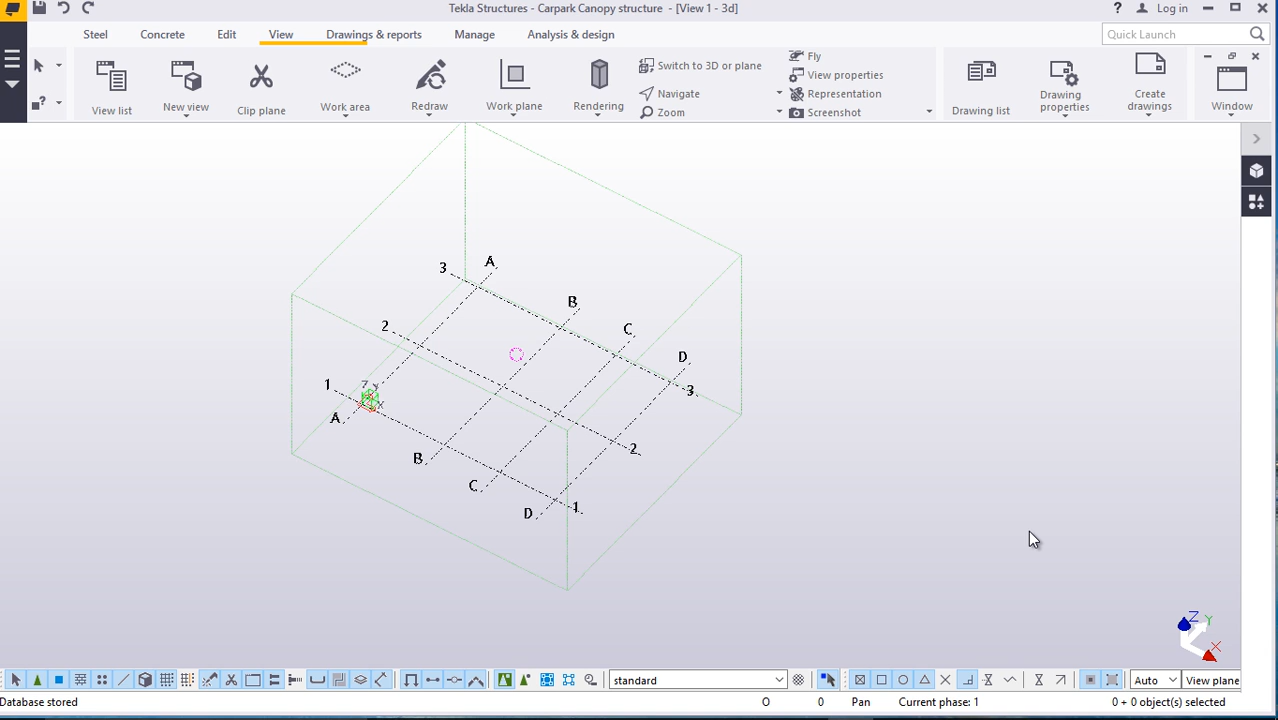 Tekla Structures - Carpark Canopy structure - [View 1 - 3d]
? Log in
Steel Concrete Edit View Drawings & reports Manage Analysis & design Quick Launch
View list
New view
Clip plane
Work area
Redraw
Work plane
Rendering
Switch to 3D or plane
Navigate
Zoom
Fly
View properties
Representation
Screenshot
Drawing list
Drawing properties
Create drawings
Window
3 A
B
2 C
D
1 3
Z Y
X
A
B 2
C
D 1
Z Y
X
standard Auto View plane
Database stored O 0 Pan Current phase: 1 0 + 0 object(s) selected